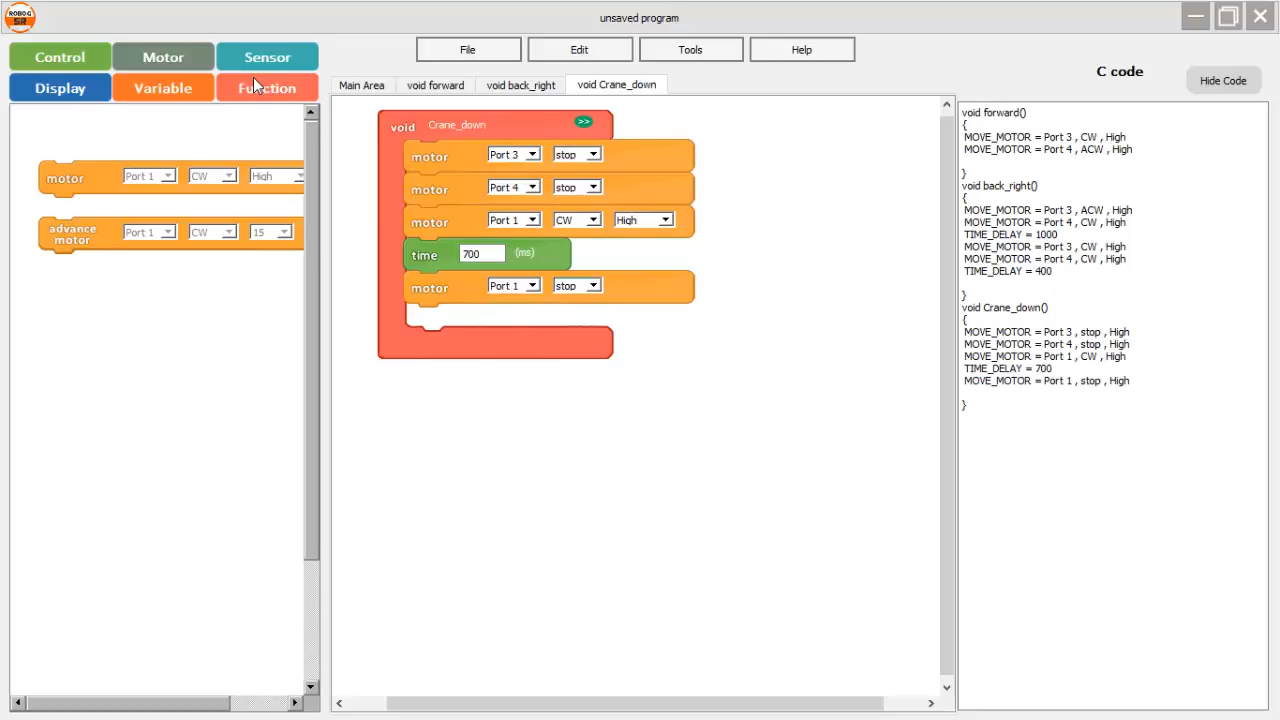 ROBO G
SR
unsaved program
File
Edit
Tools
Help
Control
Motor
Sensor
Display
Variable
Function
C code
Hide Code
Main Area
void forward
void back_right
void Crane_down
motor Port 1 CW High
advance motor Port 1 CW 15
void Crane_down >>
motor Port 3 stop
motor Port 4 stop
motor Port 1 CW High
time 700 (ms)
motor Port 1 stop
void forward()
{
MOVE_MOTOR = Port 3 , CW , High
MOVE_MOTOR = Port 4 , ACW , High
}
void back_right()
{
MOVE_MOTOR = Port 3 , ACW , High
MOVE_MOTOR = Port 4 , CW , High
TIME_DELAY = 1000
MOVE_MOTOR = Port 3 , CW , High
MOVE_MOTOR = Port 4 , CW , High
TIME_DELAY = 400
}
void Crane_down()
{
MOVE_MOTOR = Port 3 , stop , High
MOVE_MOTOR = Port 4 , stop , High
MOVE_MOTOR = Port 1 , CW , High
TIME_DELAY = 700
MOVE_MOTOR = Port 1 , stop , High
}